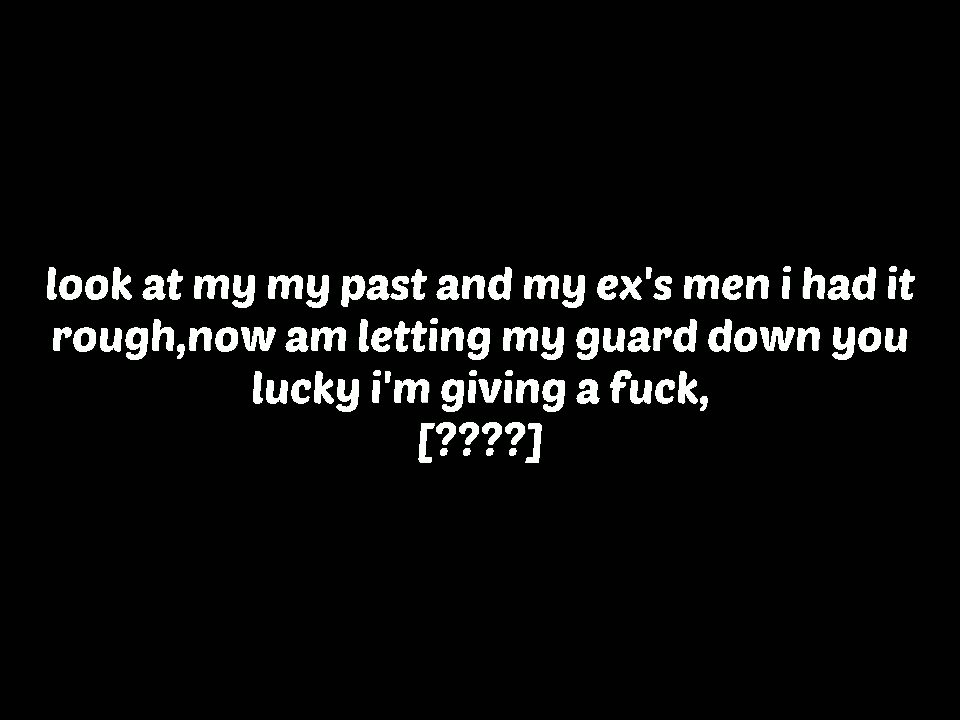 look at my my past and my ex's men i had it
rough,now am letting my guard down you
lucky i'm giving a fuck,
[????]